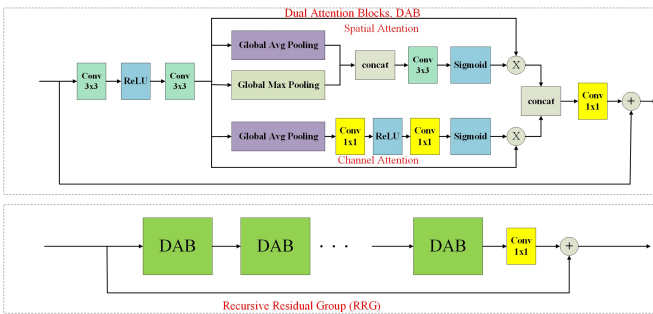 Dual Attention Blocks, DAB
Spatial Attention
Global Avg Pooling
Global Max Pooling
Conv
3x3
ReLU
Conv
3x3
concat
Conv
3x3
Sigmoid
X
concat
Conv
1x1
+
Global Avg Pooling
Conv
1x1
ReLU
Conv
1x1
Sigmoid
X
Channel Attention
DAB
DAB
. . .
DAB
Conv
1x1
+
Recursive Residual Group (RRG)